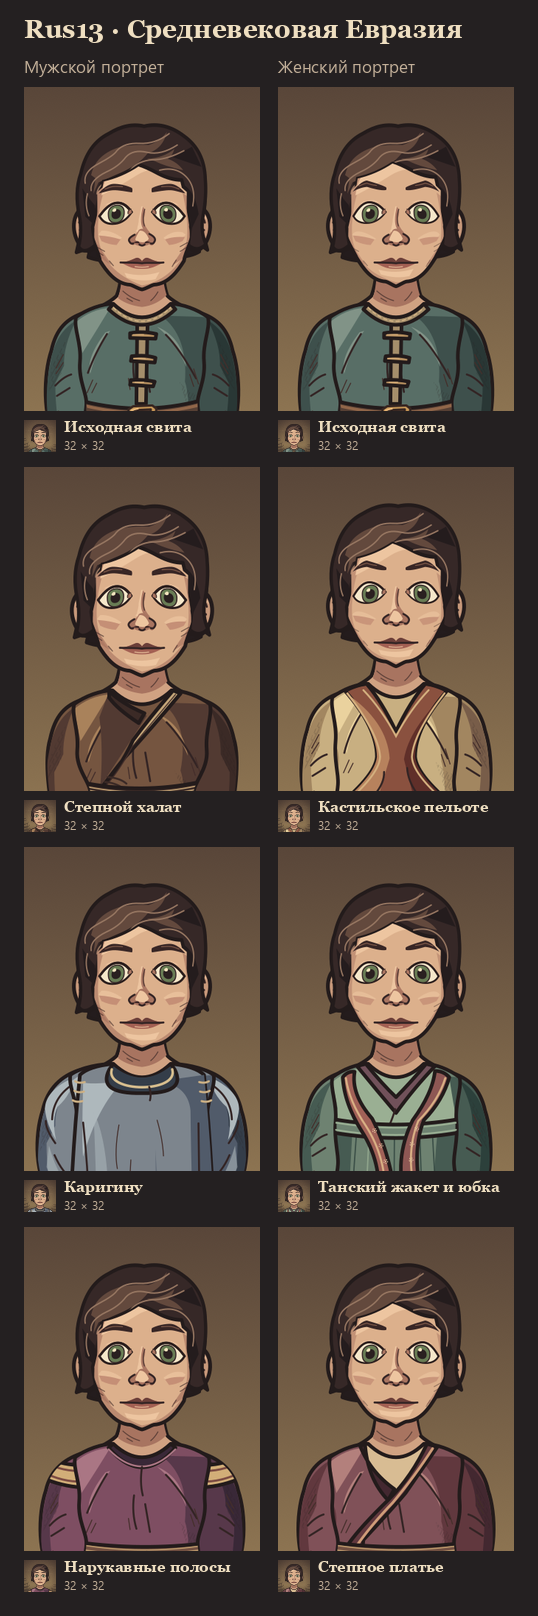 Rus13 · Средневековая Евразия
Мужской портрет
Женский портрет
Исходная свита
32 × 32
Исходная свита
32 × 32
Степной халат
32 × 32
Кастильское пельоте
32 × 32
Каригину
32 × 32
Танский жакет и юбка
32 × 32
Нарукавные полосы
32 × 32
Степное платье
32 × 32